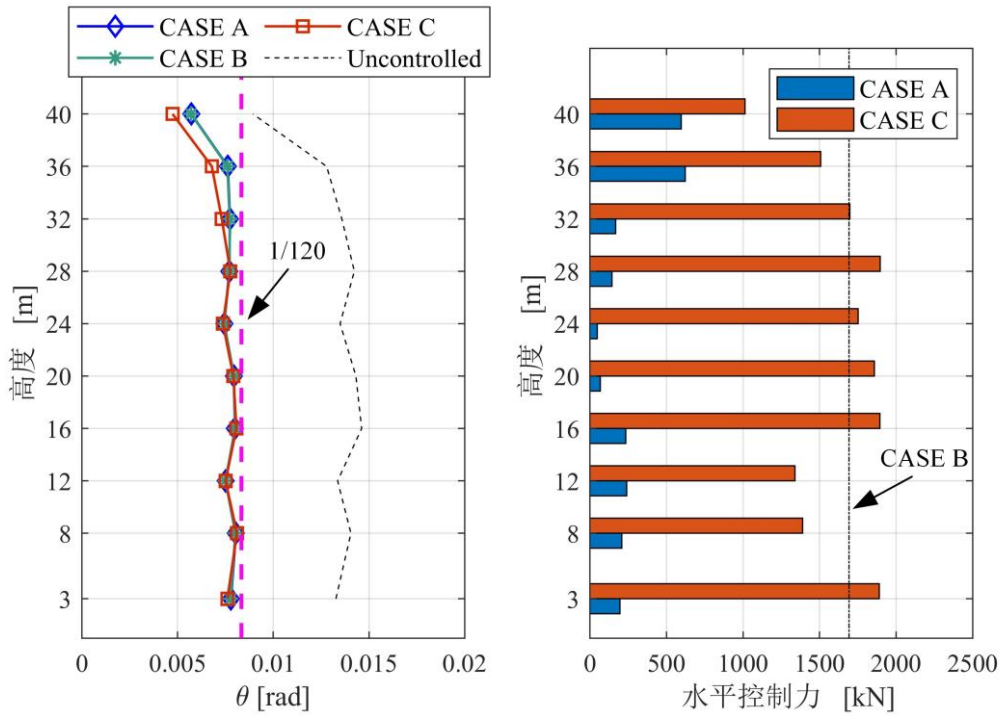 CASE A
CASE C
CASE B
Uncontrolled
40
36
32
28
24
20
16
12
8
3
高度 [m]
1/120
0
0.005
0.01
0.015
0.02
θ [rad]
CASE A
CASE C
40
36
32
28
24
20
16
12
8
3
高度 [m]
CASE B
0
500
1000
1500
2000
2500
水平控制力 [kN]